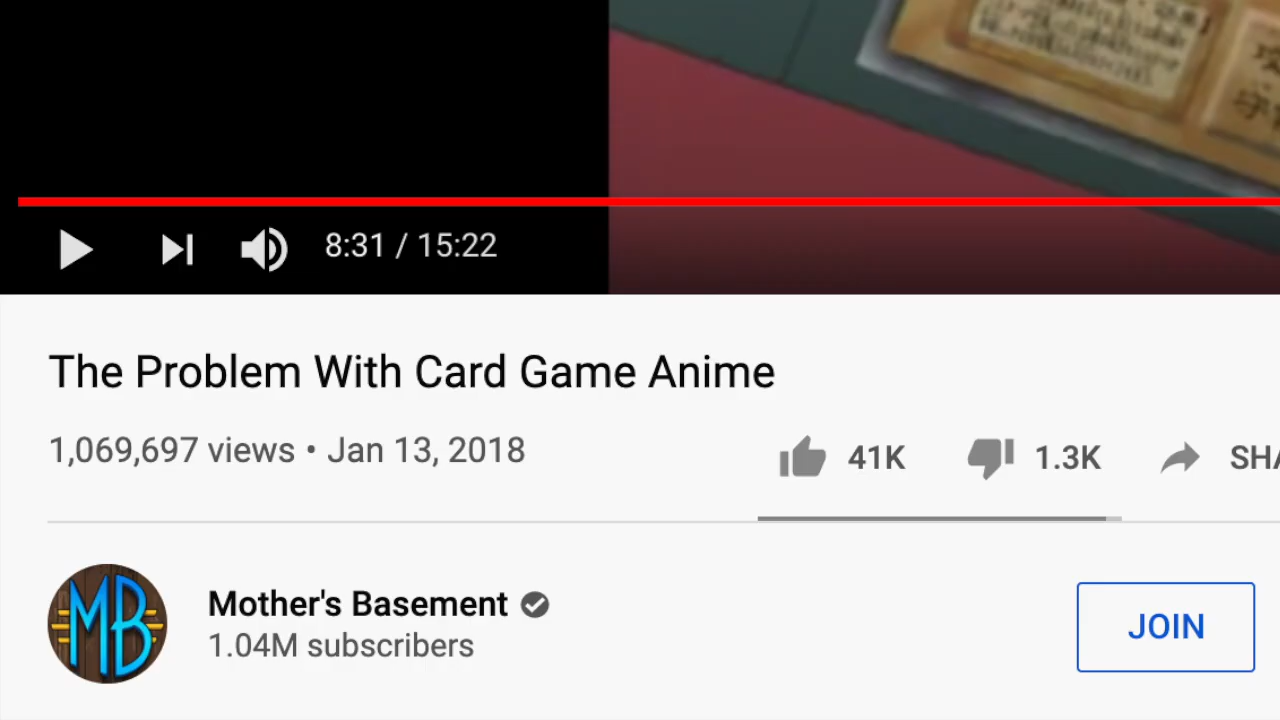 8:31 / 15:22
The Problem With Card Game Anime
1,069,697 views • Jan 13, 2018
41K
1.3K
SHA
MB
Mother's Basement
1.04M subscribers
JOIN